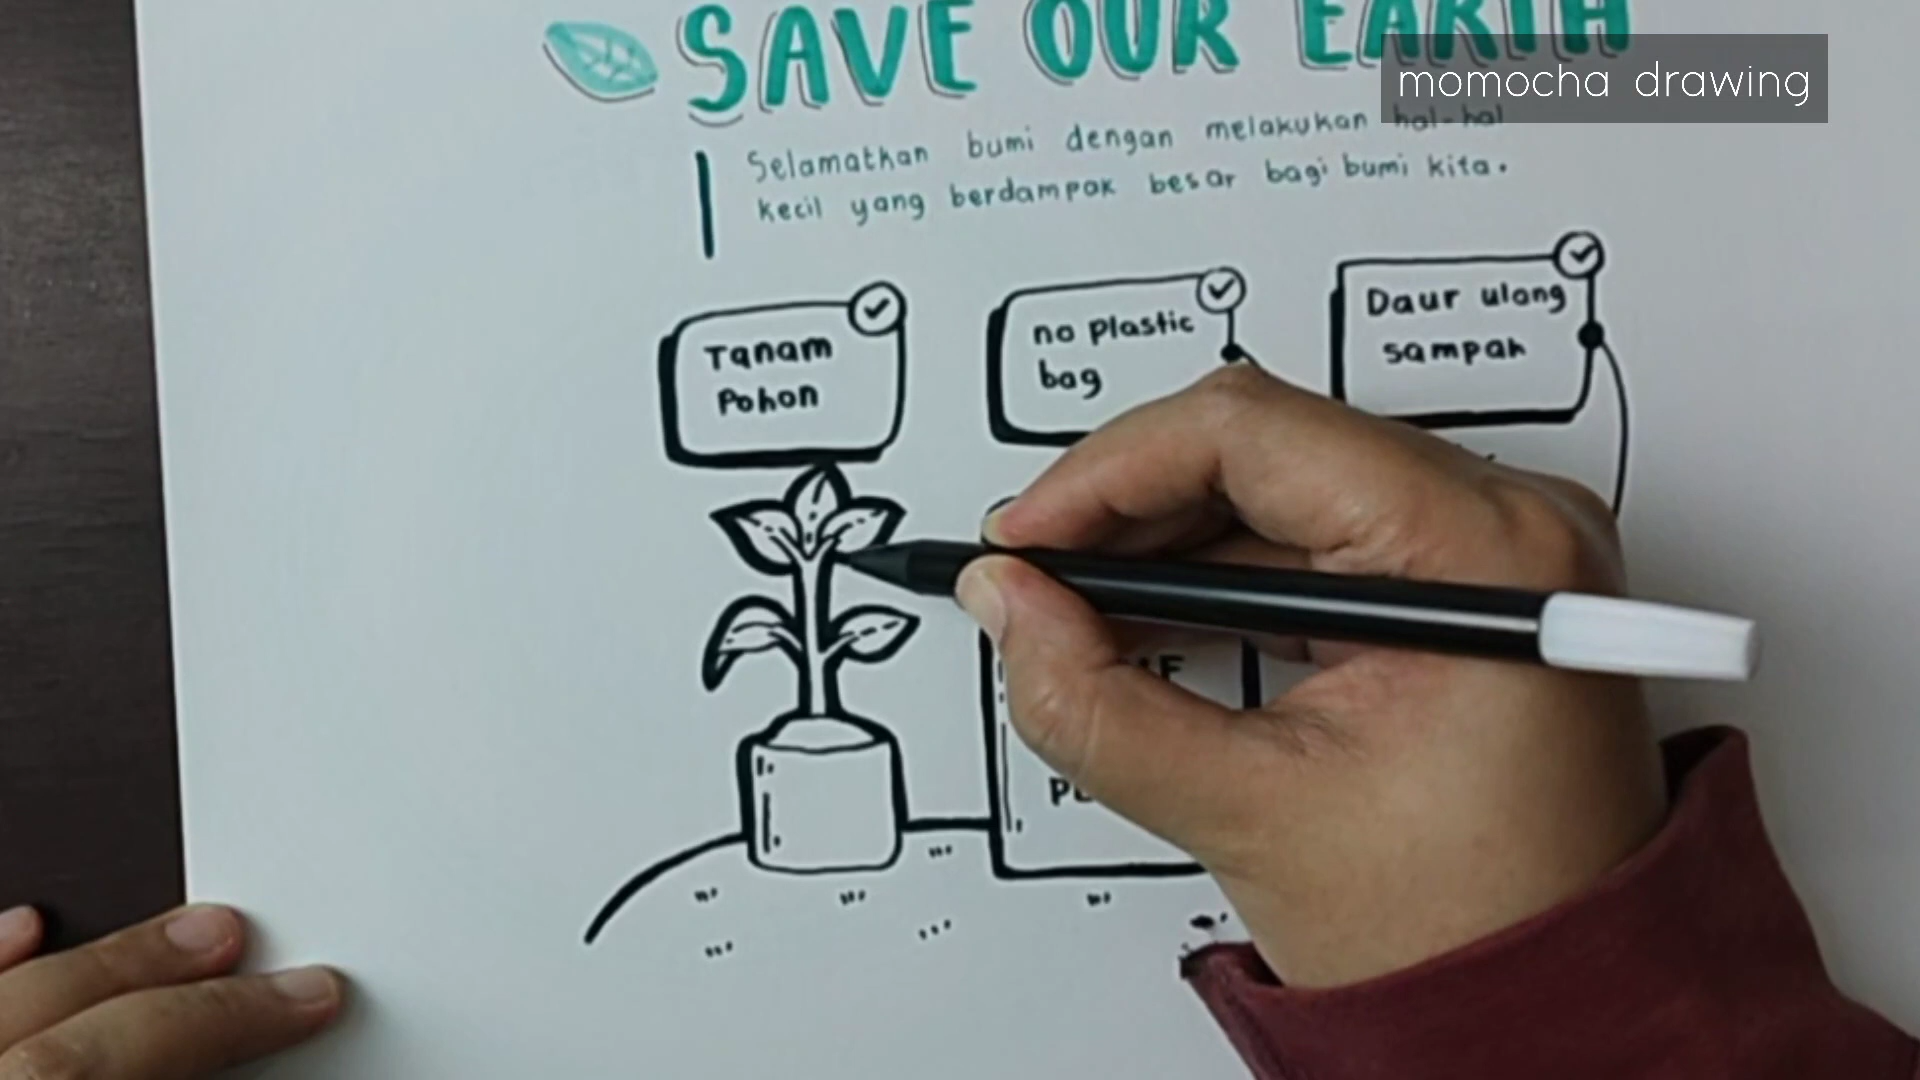 SAVE OUR EARTH
momocha drawing
Selamathan bumi dengan melakukan hal-hal
kecil yang berdampak besar bagi bumi kita.
Tanam
Pohon
no plastic
bag
Daur ulang
sampah